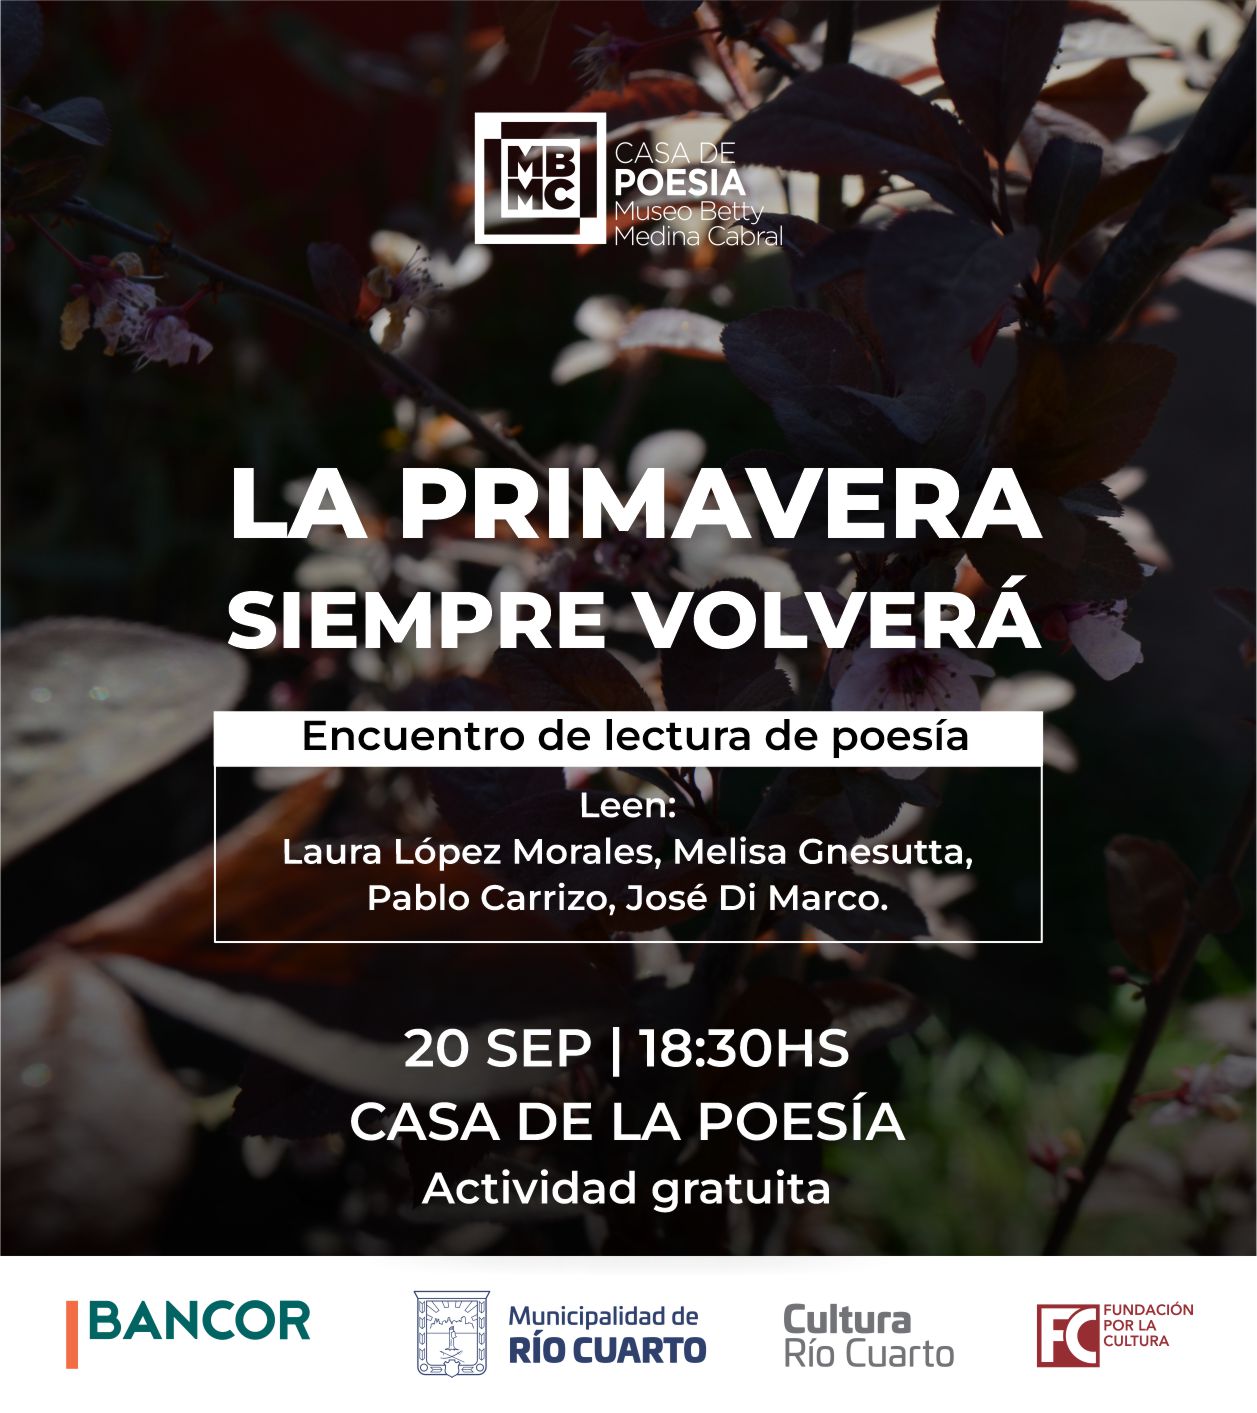 MB
MC
CASA DE
POESIA
Museo Betty
Medina Cabral
LA PRIMAVERA
SIEMPRE VOLVERÁ
Encuentro de lectura de poesía
Leen:
Laura López Morales, Melisa Gnesutta,
Pablo Carrizo, José Di Marco.
20 SEP | 18:30HS
CASA DE LA POESÍA
Actividad gratuita
BANCOR
Municipalidad de
RÍO CUARTO
Cultura
Río Cuarto
FC
FUNDACIÓN
POR LA
CULTURA